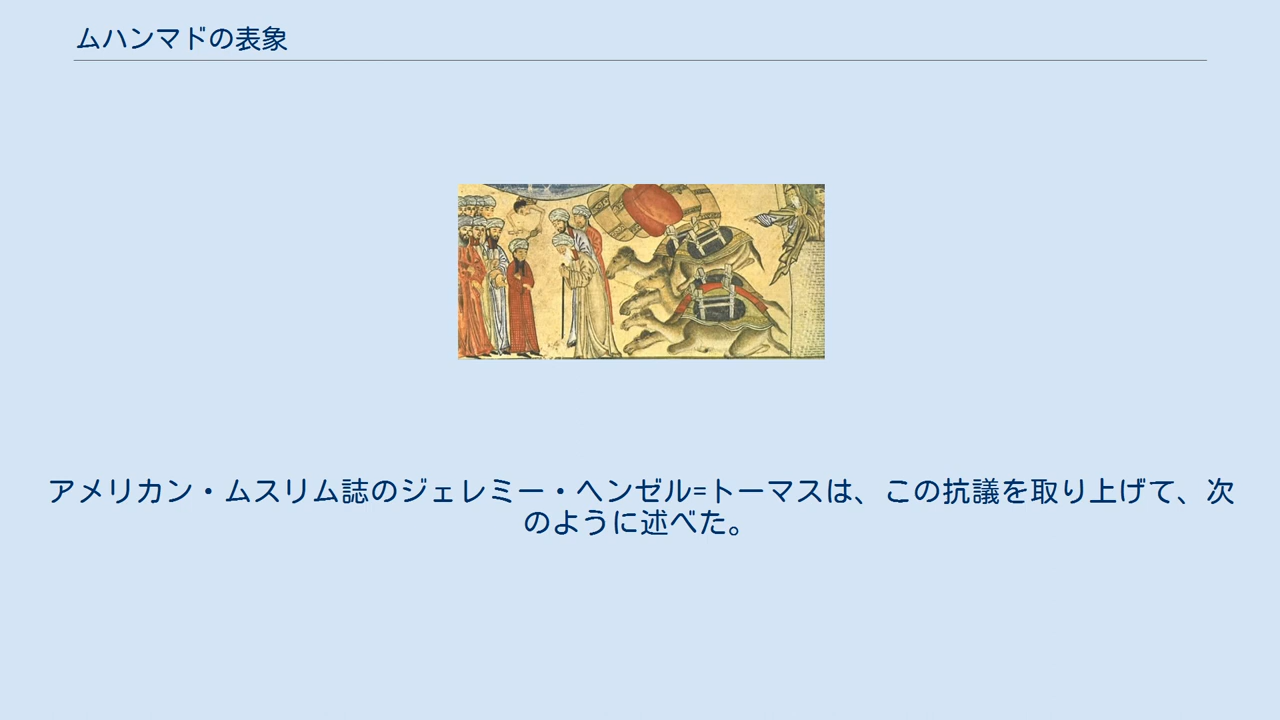 ムハンマドの表象
アメリカン・ムスリム誌のジェレミー・ヘンゼル=トーマスは、この抗議を取り上げて、次
のように述べた。